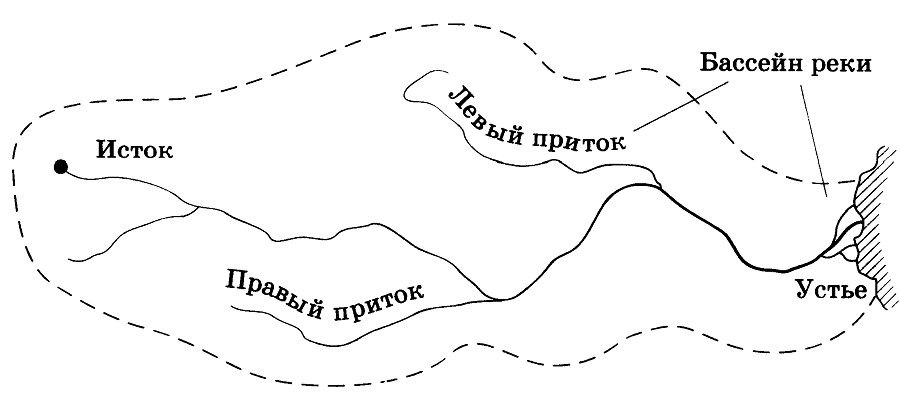 Бассейн реки
Левый приток
Исток
Правый приток
Устье